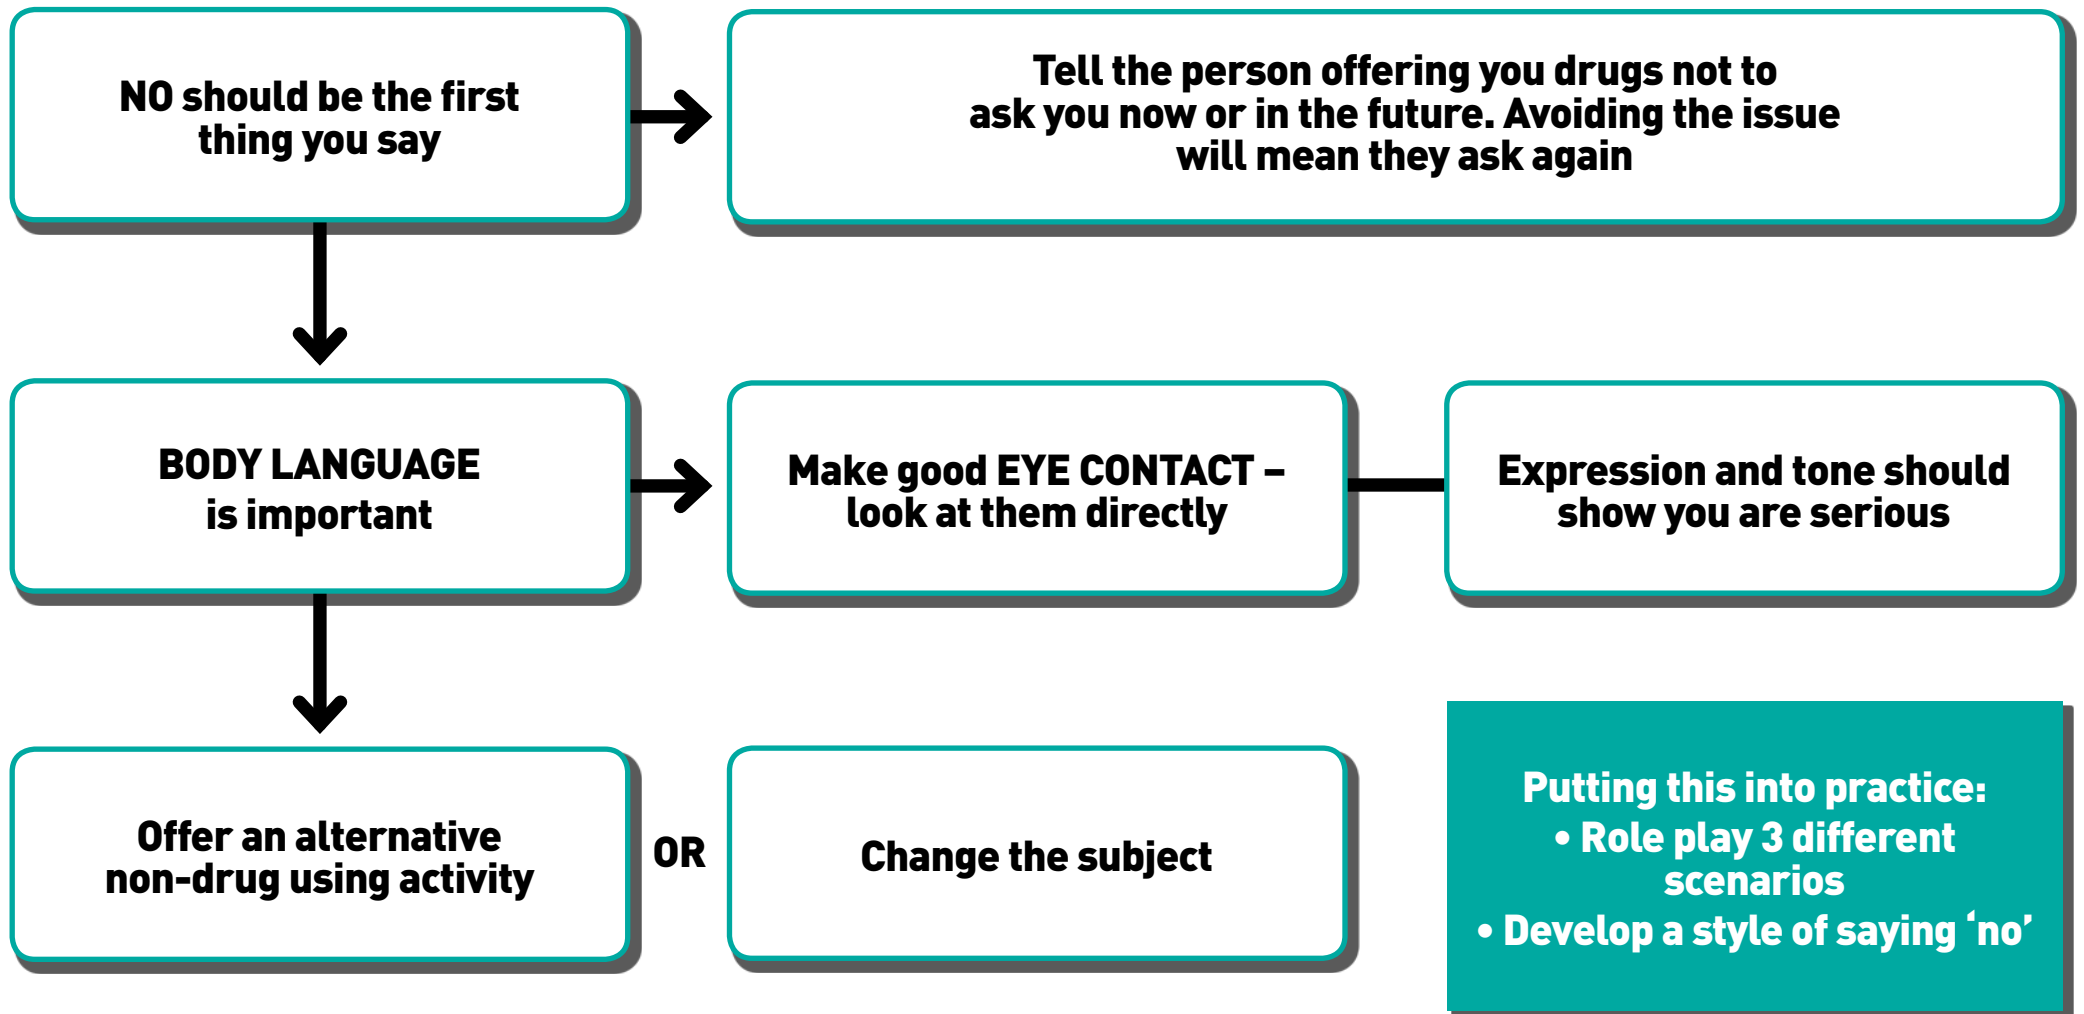 NO should be the first
thing you say
Tell the person offering you drugs not to
ask you now or in the future. Avoiding the issue
will mean they ask again
BODY LANGUAGE
is important
Make good EYE CONTACT –
look at them directly
Expression and tone should
show you are serious
Offer an alternative
non-drug using activity
OR
Change the subject
Putting this into practice:
• Role play 3 different
scenarios
• Develop a style of saying ‘no’